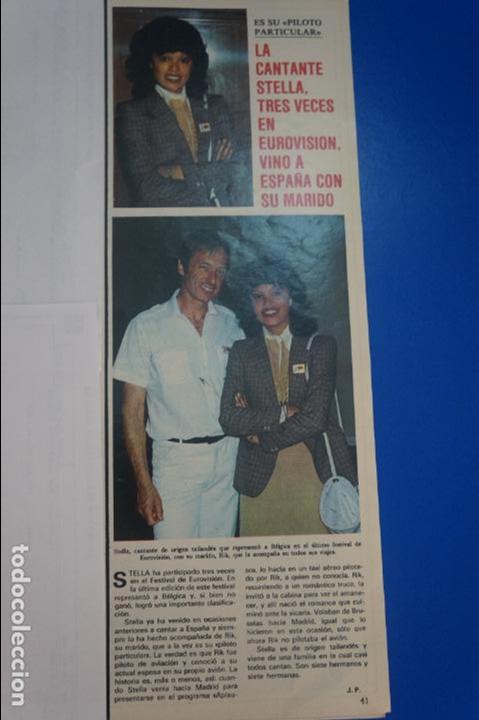 ES SU «PILOTO
PARTICULAR»
LA
CANTANTE
STELLA,
TRES VECES
EN
EUROVISION,
VINO A
ESPAÑA CON
SU MARIDO
Stella, cantante de origen tailandés que representó a Bélgica en el último festival de
Eurovisión, con su marido, Rik, que la acompaña en todos sus viajes.
STELLA ha participado tres veces
en el Festival de Eurovisión. En
la última edición de este festival
representó a Bélgica y, si bien no
ganó, logró una importante clasifica-
ción.
Stella ya ha venido en ocasiones
anteriores a cantar a España y siem-
pre lo ha hecho acompañada de Rik,
su marido, que a la vez es su «piloto
particular». La verdad es que Rik fue
piloto de aviación y conoció a su
actual esposa en su propio avión. La
historia es, más o menos, así: cuan-
do Stella venía hacia Madrid para
presentarse en el programa «Aplau-
sos», lo hacía en un taxi aéreo pilota-
do por Rik, a quien no conocía. Rik,
recurriendo a un romántico truco, la
invitó a la cabina para ver el amane-
cer, y allí nació el romance que cul-
minó ante la vicaría. Volaban de Bru-
selas hacia Madrid, igual que lo
hicieron en esta ocasión, sólo que
ahora Rik no pilotaba el avión.
Stella es de origen tailandés y
viene de una familia en la cual casi
todos cantan. Son siete hermanos y
siete hermanas.
J. P.
41
todocoleccion